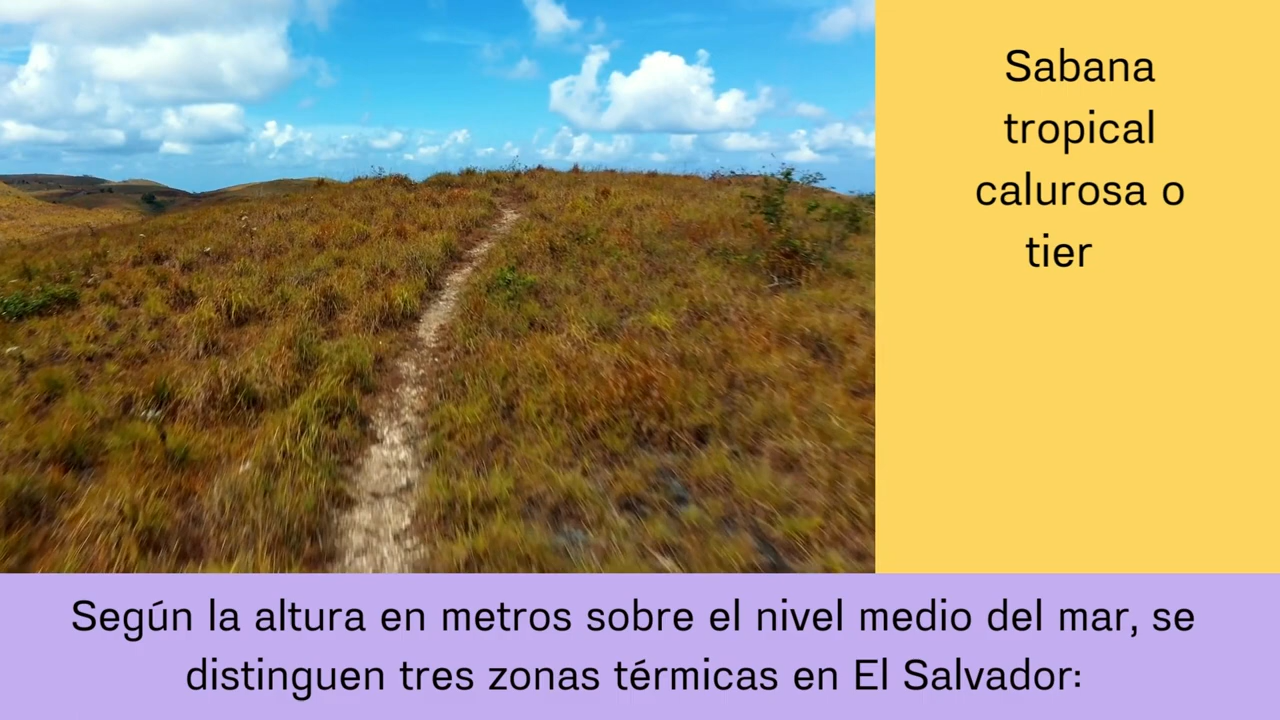 Sabana
tropical
calurosa o
tier
Según la altura en metros sobre el nivel medio del mar, se
distinguen tres zonas térmicas en El Salvador: